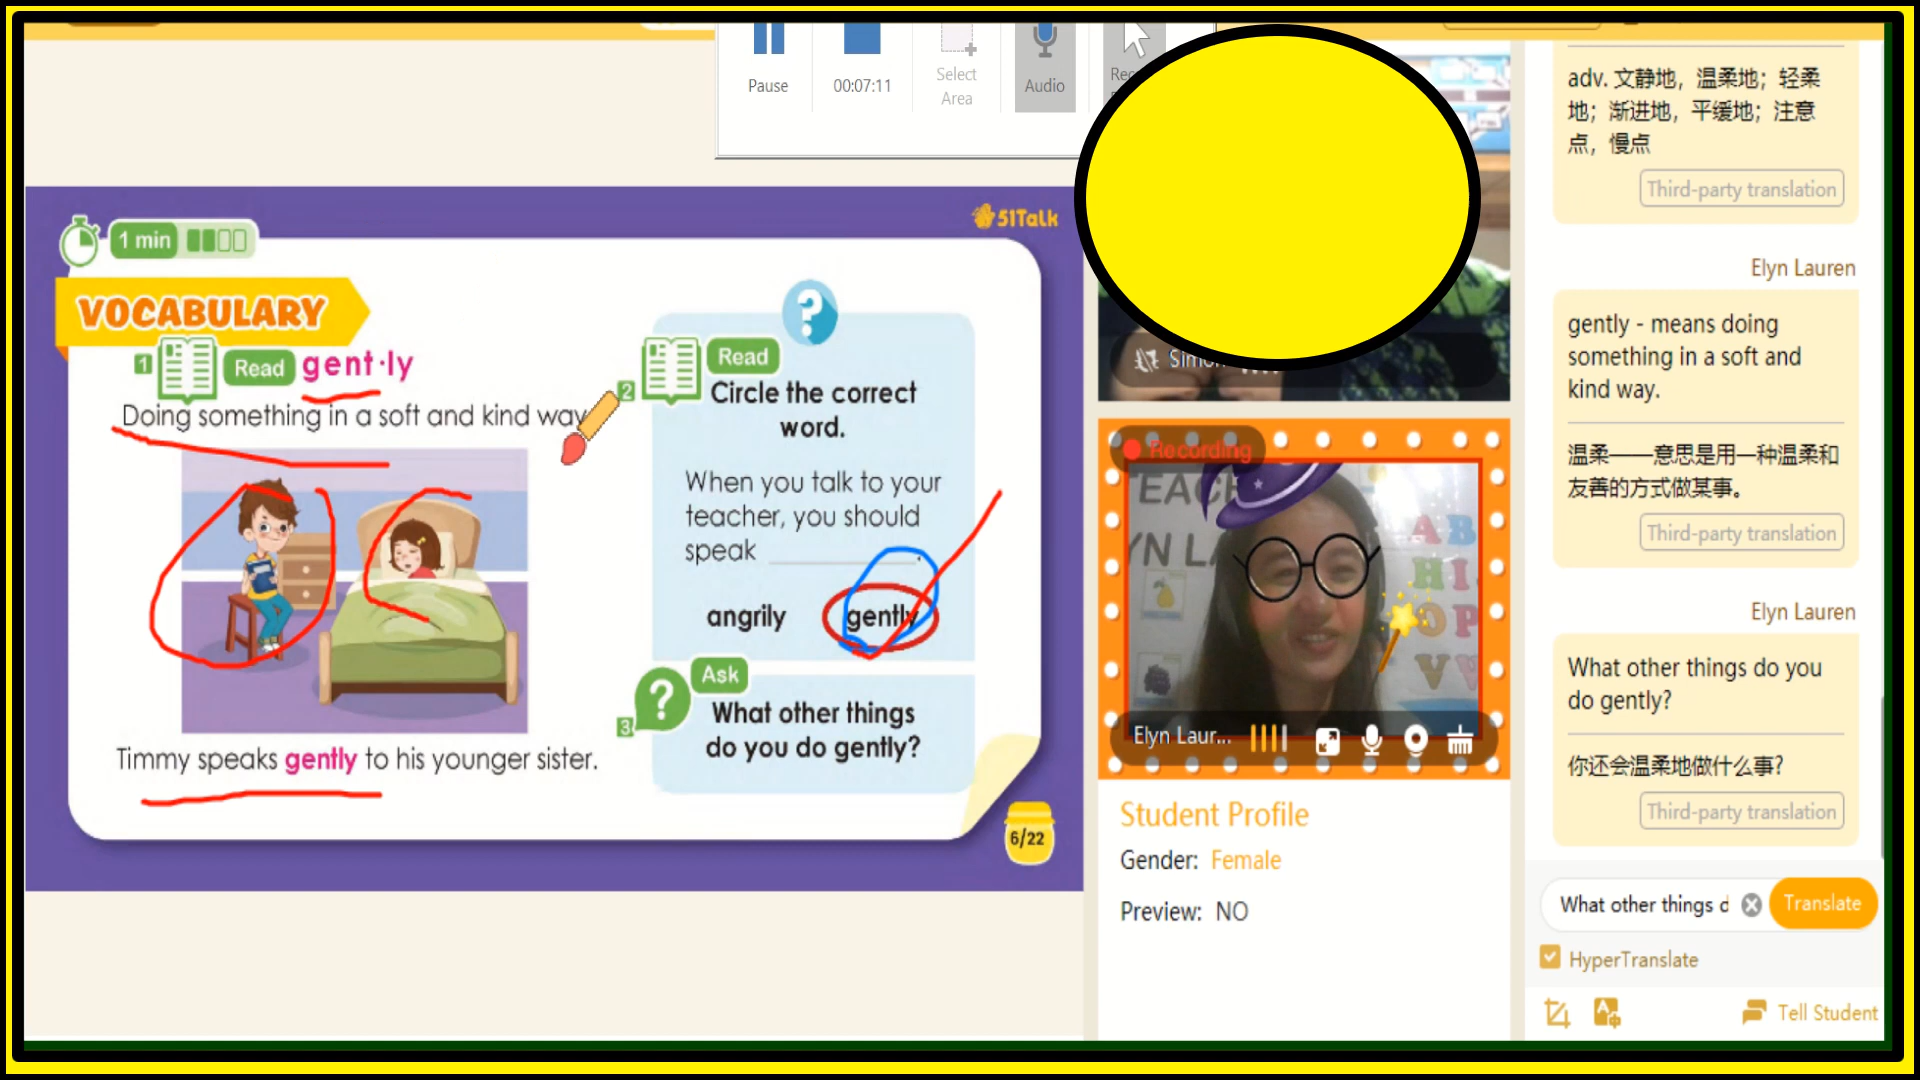 Pause
00:07:11
Select
Area
Audio
51Talk
1 min
VOCABULARY
1
Read
gent·ly
Doing something in a soft and kind way
Timmy speaks gently to his younger sister.
2
Read
Circle the correct
word.
When you talk to your
teacher, you should
speak ____________.
angrily gently
3
Ask
What other things
do you do gently?
6/22
Recording
Elyn Laur...
Student Profile
Gender: Female
Preview: NO
adv. 文静地，温柔地；轻柔
地；渐进地，平缓地；注意
点，慢点
Third-party translation
Elyn Lauren
gently - means doing
something in a soft and
kind way.
温柔——意思是用一种温柔和
友善的方式做某事。
Third-party translation
Elyn Lauren
What other things do you
do gently?
你还会温柔地做什么事?
Third-party translation
What other things d
Translate
HyperTranslate
Tell Student